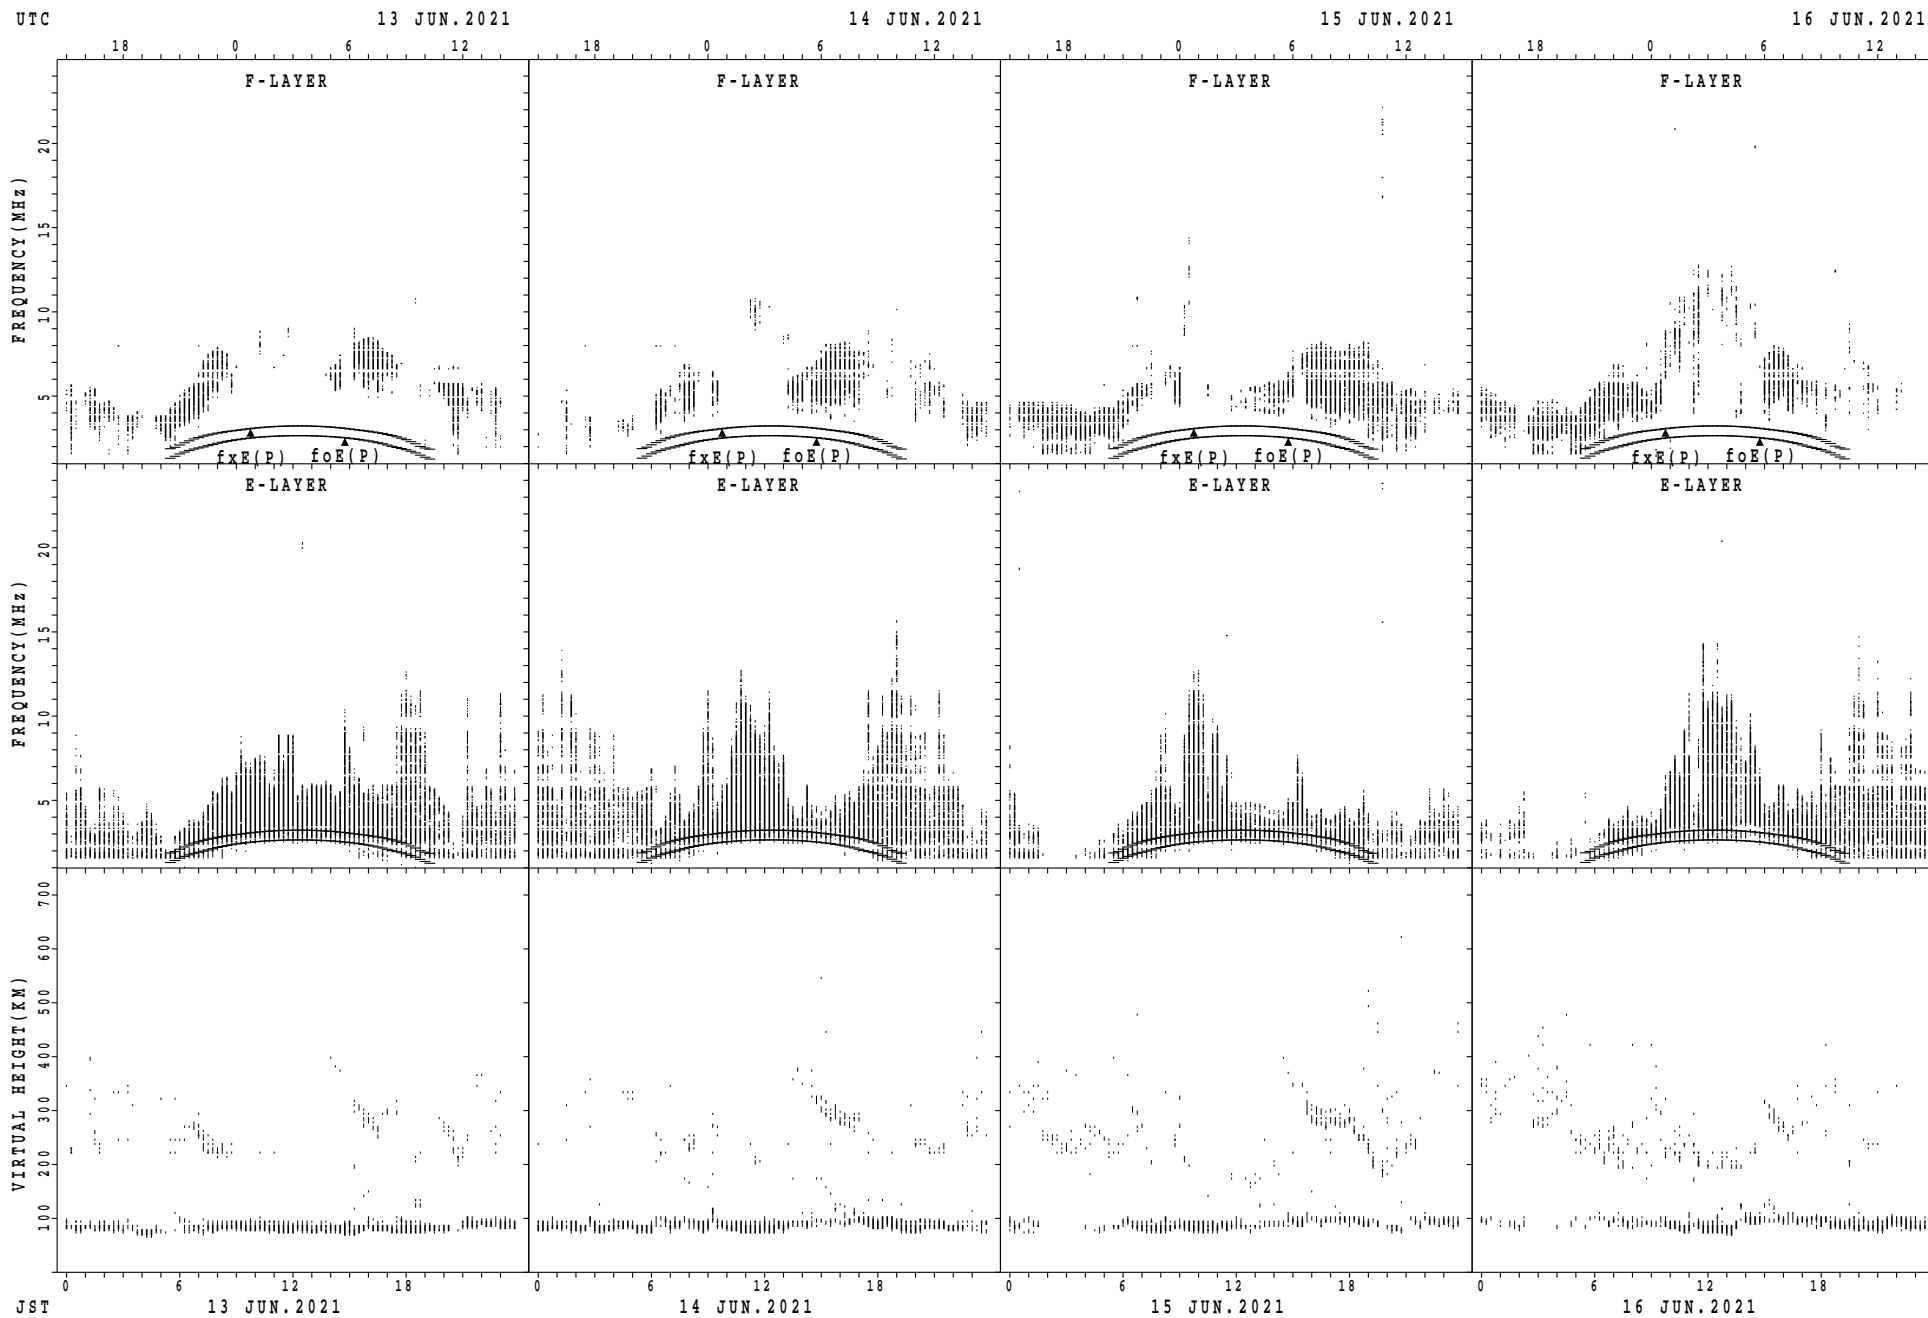 UTC 13 JUN.2021 14 JUN.2021 15 JUN.2021 16 JUN.2021
18 0 6 12 18 0 6 12 18 0 6 12 18 0 6 12
F-LAYER F-LAYER F-LAYER F-LAYER
FREQUENCY(MHz)
20
15
10
5
fxE(P) foE(P) fxE(P) foE(P) fxE(P) foE(P) fxE(P) foE(P)
E-LAYER E-LAYER E-LAYER E-LAYER
FREQUENCY(MHz)
20
15
10
5
VIRTUAL HEIGHT(KM)
700
600
500
400
300
200
100
0 6 12 18 0 6 12 18 0 6 12 18 0 6 12 18
JST 13 JUN.2021 14 JUN.2021 15 JUN.2021 16 JUN.2021